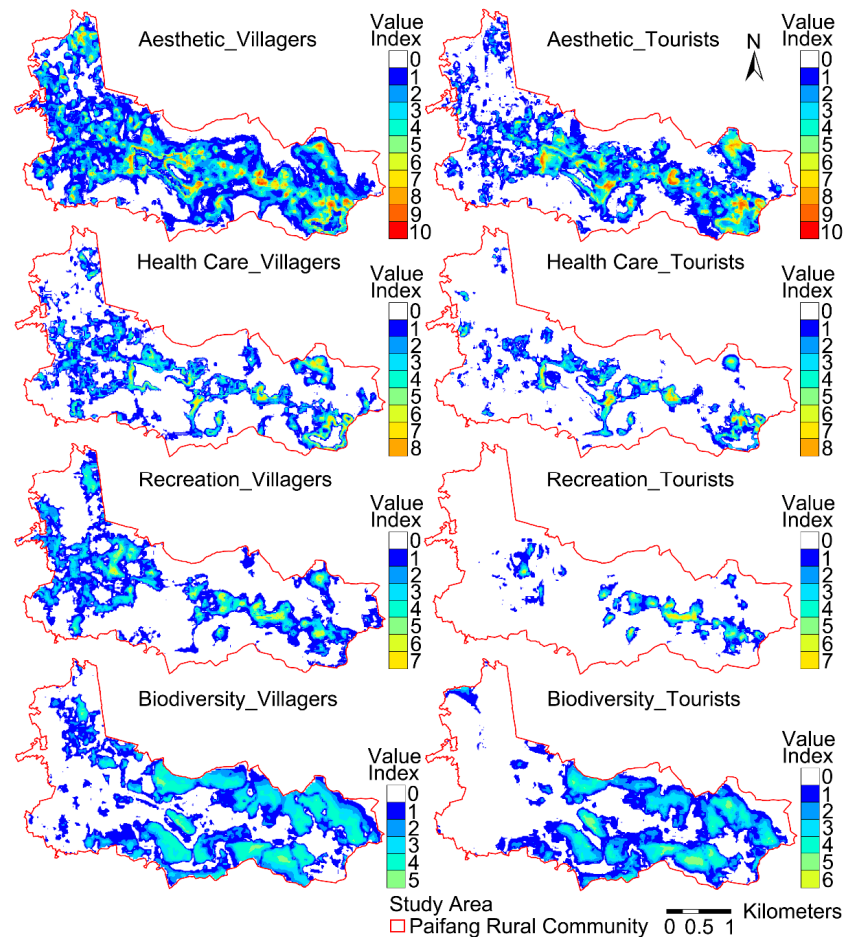 Aesthetic_Villagers
Value
Index
0
1
2
3
4
5
6
7
8
9
10
Aesthetic_Tourists
N
Value
Index
0
1
2
3
4
5
6
7
8
9
10
Health Care_Villagers
Value
Index
0
1
2
3
4
5
6
7
8
Health Care_Tourists
Value
Index
0
1
2
3
4
5
6
7
8
Recreation_Villagers
Value
Index
0
1
2
3
4
5
6
7
Recreation_Tourists
Value
Index
0
1
2
3
4
5
6
7
Biodiversity_Villagers
Value
Index
0
1
2
3
4
5
Biodiversity_Tourists
Value
Index
0
1
2
3
4
5
6
Study Area
Paifang Rural Community
0 0.5 1 Kilometers